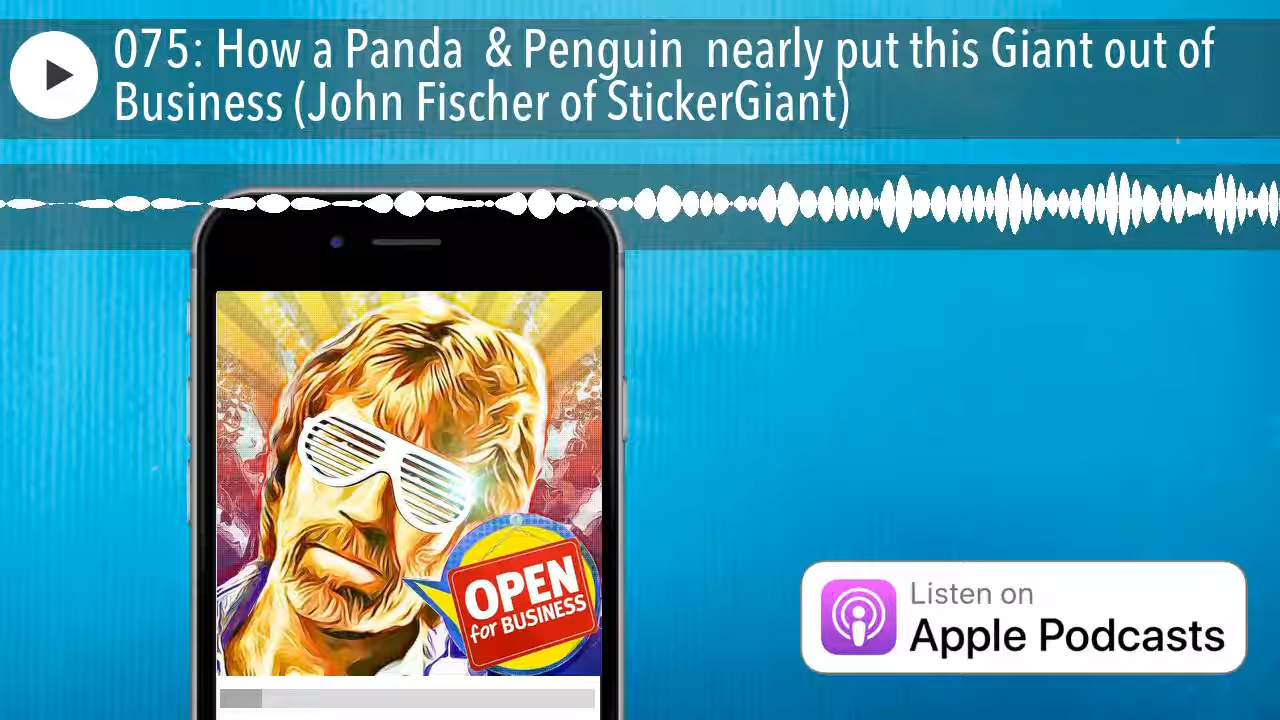 075: How a Panda & Penguin nearly put this Giant out of
Business (John Fischer of StickerGiant)
OPEN
for BUSINESS
Listen on
Apple Podcasts